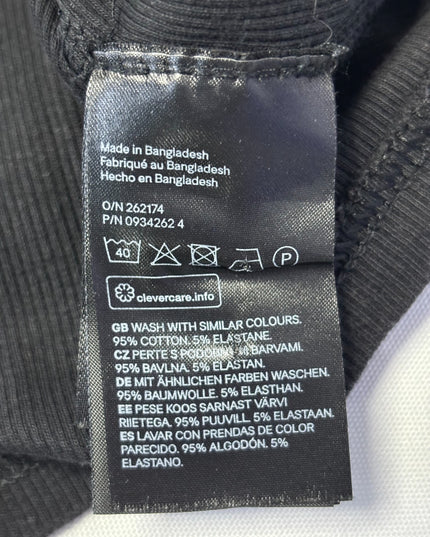 Made in Bangladesh
Fabriqué au Bangladesh
Hecho en Bangladesh
O/N 262174
P/N 0934262 4
40 P
clevercare.info
GB WASH WITH SIMILAR COLOURS.
95% COTTON. 5% ELASTANE.
CZ PERTE S PODOBNÝMI BARVAMI.
95% BAVLNA. 5% ELASTAN.
DE MIT ÄHNLICHEN FARBEN WASCHEN.
95% BAUMWOLLE. 5% ELASTHAN.
EE PESE KOOS SARNAST VÄRVI
RIIETEGA. 95% PUUVILL. 5% ELASTAAN.
ES LAVAR CON PRENDAS DE COLOR
PARECIDO. 95% ALGODÓN. 5%
ELASTANO.